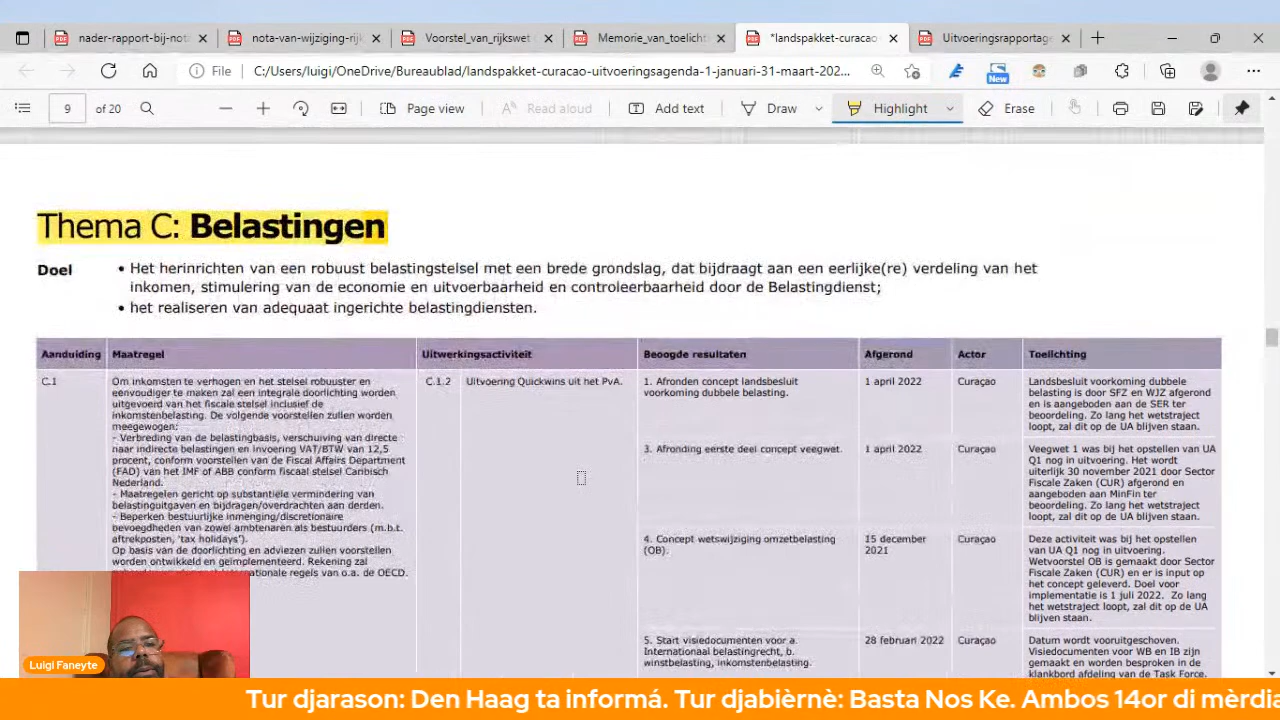 nader-rapport-bij-not
nota-van-wijziging-rijk
Voorstel_van_rijkswet
Memorie_van_toelicht
*landspakket-curacao
Uitvoeringsrapportage
File
C:/Users/luigi/OneDrive/Bureaublad/landspakket-curacao-uitvoeringsagenda-1-januari-31-maart-202...
New
9 of 20
Page view
Read aloud
Add text
Draw
Highlight
Erase
Thema C: Belastingen
Doel
• Het herinrichten van een robuust belastingstelsel met een brede grondslag, dat bijdraagt aan een eerlijke(re) verdeling van het
inkomen, stimulering van de economie en uitvoerbaarheid en controleerbaarheid door de Belastingdienst;
• het realiseren van adequaat ingerichte belastingdiensten.
Aanduiding Maatregel Uitwerkingsactiviteit Beoogde resultaten Afgerond Actor Toelichting
C.1
Om inkomsten te verhogen en het stelsel robuuster en
eenvoudiger te maken zal een integrale doorlichting worden
uitgevoerd van het fiscale stelsel inclusief de
inkomstenbelasting. De volgende voorstellen zullen worden
meegewogen:
- Verbreding van de belastingbasis, verschuiving van directe
naar indirecte belastingen en invoering VAT/BTW van 12,5
procent, conform voorstellen van de Fiscal Affairs Department
(FAD) van het IMF of ABB conform fiscaal stelsel Caribisch
Nederland.
- Maatregelen gericht op substantiële vermindering van
belastinguitgaven en bijdragen/overdrachten aan derden.
- Beperken bestuurlijke inmenging/discretionaire
bevoegdheden van zowel ambtenaren als bestuurders (m.b.t.
aftrekposten, ‘tax holidays’).
Op basis van de doorlichting en adviezen zullen voorstellen
worden ontwikkeld en geïmplementeerd. Rekening zal
internationale regels van o.a. de OECD.
C.1.2
Uitvoering Quickwins uit het PvA.
1. Afronden concept landsbesluit
voorkoming dubbele belasting.
1 april 2022
Curaçao
Landsbesluit voorkoming dubbele
belasting is door SFZ en WJZ afgerond
en is aangeboden aan de SER ter
beoordeling. Zo lang het wetstraject
loopt, zal dit op de UA blijven staan.
3. Afronding eerste deel concept veegwet.
1 april 2022
Curaçao
Veegwet 1 was bij het opstellen van UA
Q1 nog in uitvoering. Het wordt
uiterlijk 30 november 2021 door Sector
Fiscale Zaken (CUR) afgerond en
aangeboden aan MinFin ter
beoordeling. Zo lang het wetstraject
loopt, zal dit op de UA blijven staan.
4. Concept wetswijziging omzetbelasting
(OB).
15 december
2021
Curaçao
Deze activiteit was bij het opstellen
van UA Q1 nog in uitvoering.
Wetvoorstel OB is gemaakt door Sector
Fiscale Zaken (CUR) en er is input op
het concept geleverd. Doel voor
implementatie is 1 juli 2022. Zo lang
het wetstraject loopt, zal dit op de UA
blijven staan.
5. Start visiedocumenten voor a.
Internationaal belastingrecht, b.
winstbelasting, inkomstenbelasting.
28 februari 2022
Curaçao
Datum wordt vooruitgeschoven.
Visiedocumenten voor WB en IB zijn
gemaakt en worden besproken in de
klankbord afdeling van de Task Force.
Luigi Faneyte
Tur djarason: Den Haag ta informá. Tur djabièrnè: Basta Nos Ke. Ambos 14or di mèrdia